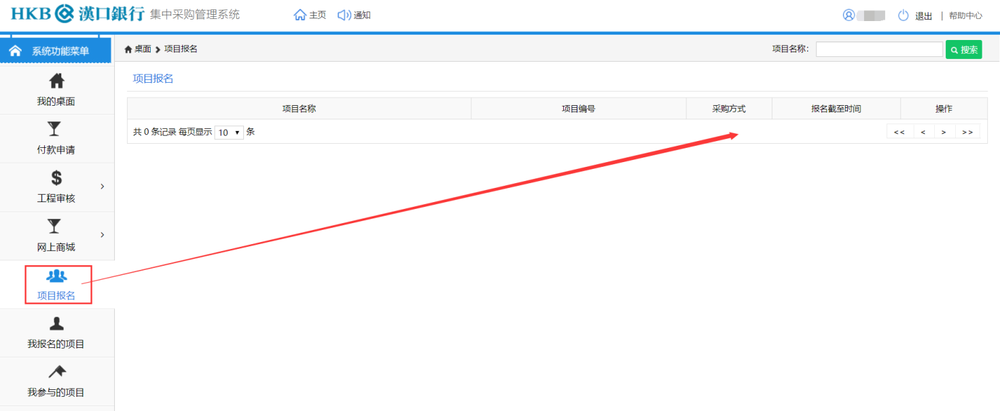 HKB 漢口銀行 集中采购管理系统 主页 通知 退出 | 帮助中心
系统功能菜单
桌面 > 项目报名 项目名称: 搜索
项目报名
项目名称 项目编号 采购方式 报名截至时间 操作
共 0 条记录 每页显示 10 条 << < > >>
我的桌面
付款申请
工程审核
网上商城
项目报名
我报名的项目
我参与的项目